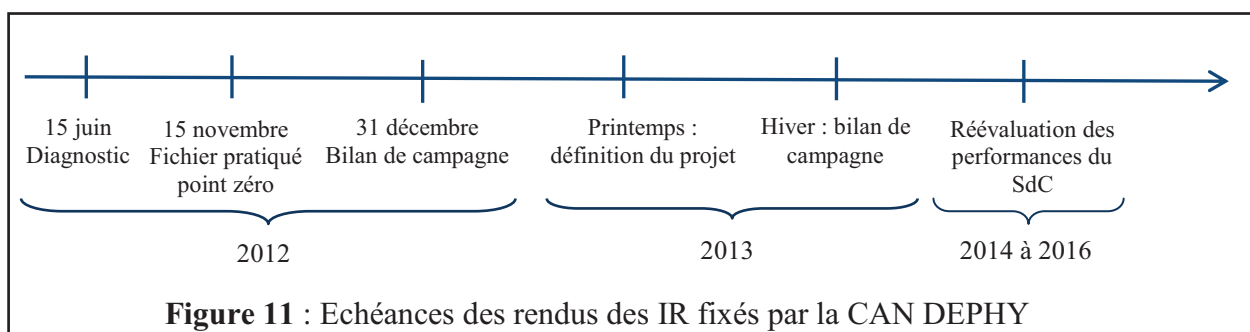 15 juin
Diagnostic
15 novembre
Fichier pratiqué
point zéro
31 décembre
Bilan de campagne
Printemps :
définition du projet
Hiver : bilan de
campagne
Réévaluation des
performances du
SdC
2012
2013
2014 à 2016
Figure 11 : Echéances des rendus des IR fixés par la CAN DEPHY